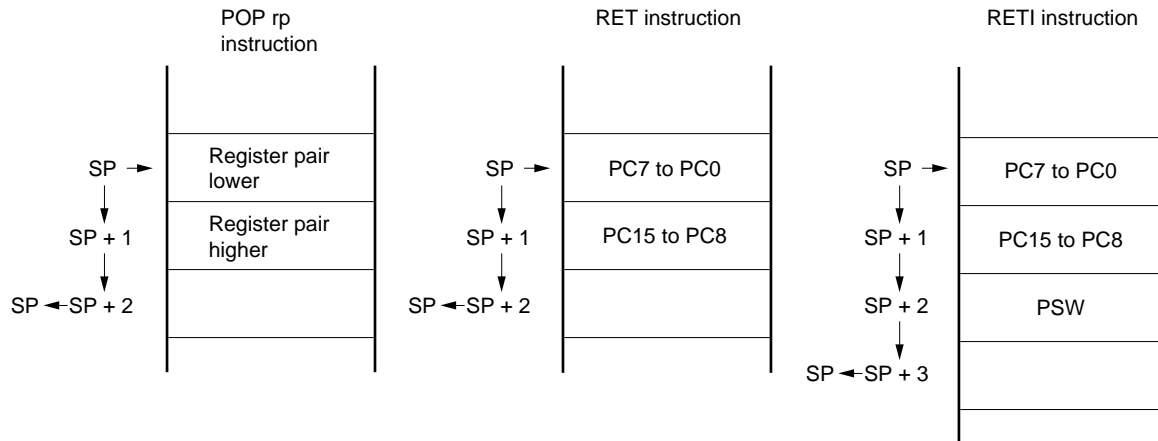 POP rp
instruction
RET instruction
RETI instruction
SP
Register pair
lower
SP + 1
Register pair
higher
SP
SP + 2
SP
PC7 to PC0
SP + 1
PC15 to PC8
SP
SP + 2
SP
PC7 to PC0
SP + 1
PC15 to PC8
SP + 2
PSW
SP
SP + 3